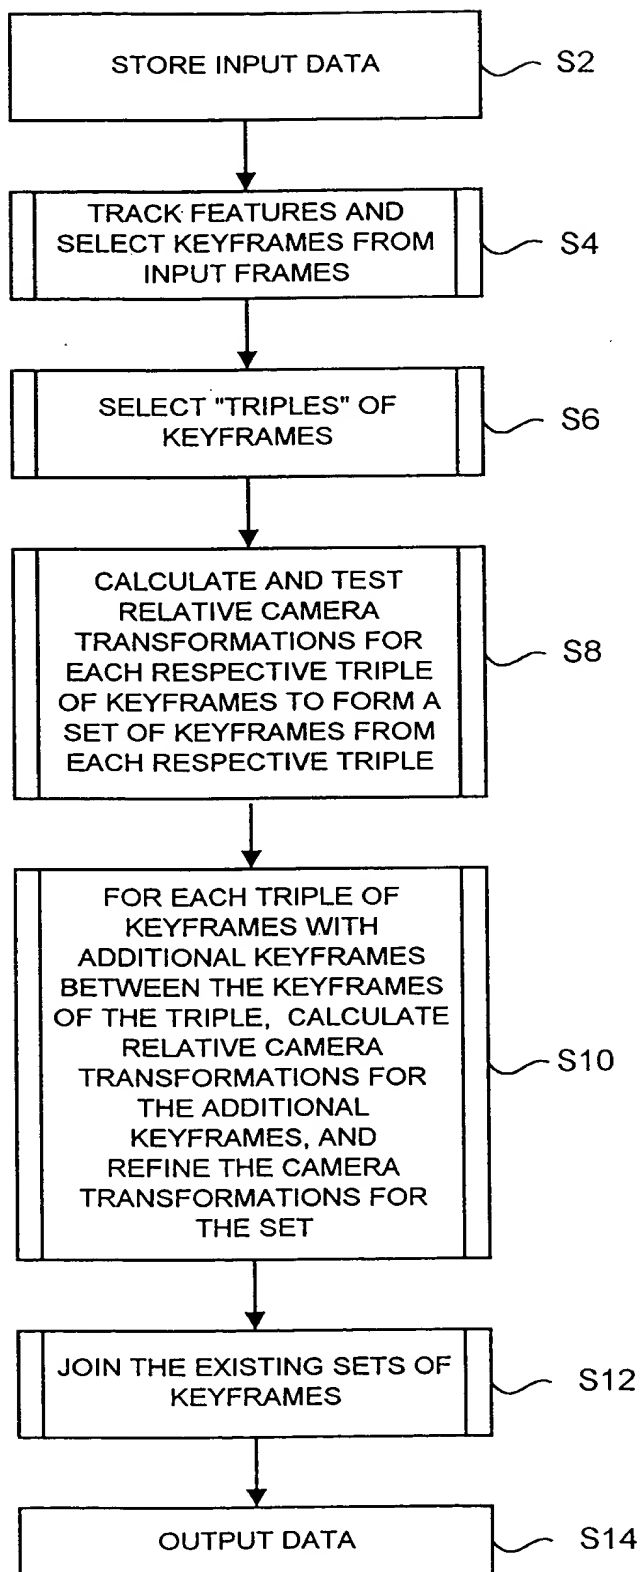 STORE INPUT DATA
S2
TRACK FEATURES AND
SELECT KEYFRAMES FROM
INPUT FRAMES
S4
SELECT "TRIPLES" OF
KEYFRAMES
S6
CALCULATE AND TEST
RELATIVE CAMERA
TRANSFORMATIONS FOR
EACH RESPECTIVE TRIPLE
OF KEYFRAMES TO FORM A
SET OF KEYFRAMES FROM
EACH RESPECTIVE TRIPLE
S8
FOR EACH TRIPLE OF
KEYFRAMES WITH
ADDITIONAL KEYFRAMES
BETWEEN THE KEYFRAMES
OF THE TRIPLE, CALCULATE
RELATIVE CAMERA
TRANSFORMATIONS FOR
THE ADDITIONAL
KEYFRAMES, AND
REFINE THE CAMERA
TRANSFORMATIONS FOR
THE SET
S10
JOIN THE EXISTING SETS OF
KEYFRAMES
S12
OUTPUT DATA
S14